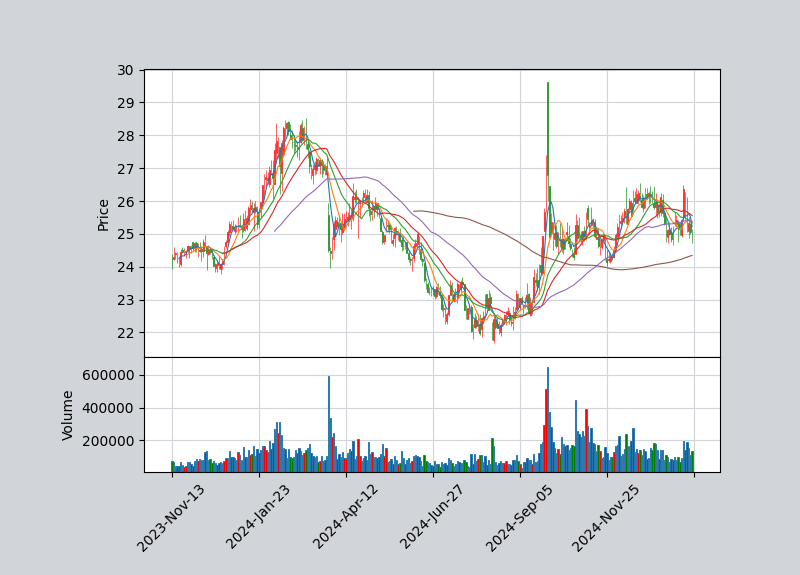 30
29
28
27
26
25
24
23
22
Price
600000
400000
200000
Volume
2023-Nov-13
2024-Jan-23
2024-Apr-12
2024-Jun-27
2024-Sep-05
2024-Nov-25